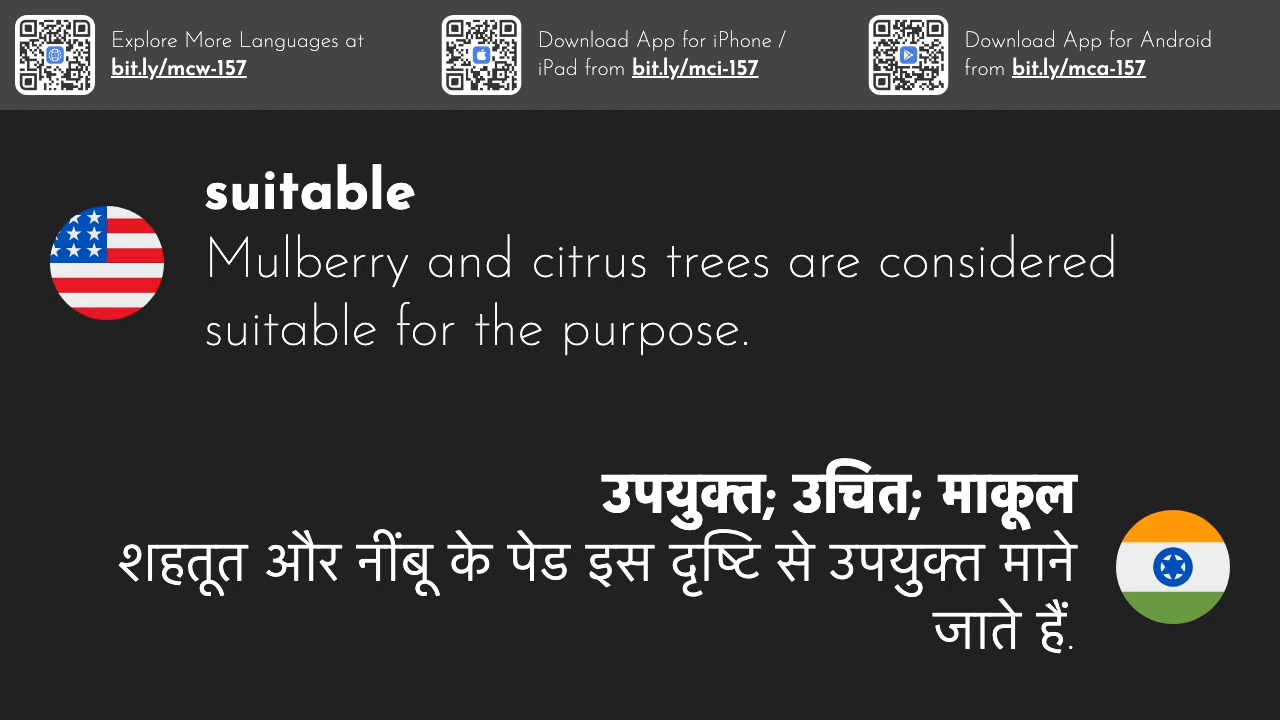 Explore More Languages at
bit.ly/mcw-157
Download App for iPhone /
iPad from bit.ly/mci-157
Download App for Android
from bit.ly/mca-157
suitable
Mulberry and citrus trees are considered
suitable for the purpose.
उपयुक्त; उचित; माकूल
शहतूत और नींबू के पेड इस दृष्टि से उपयुक्त माने
जाते हैं.